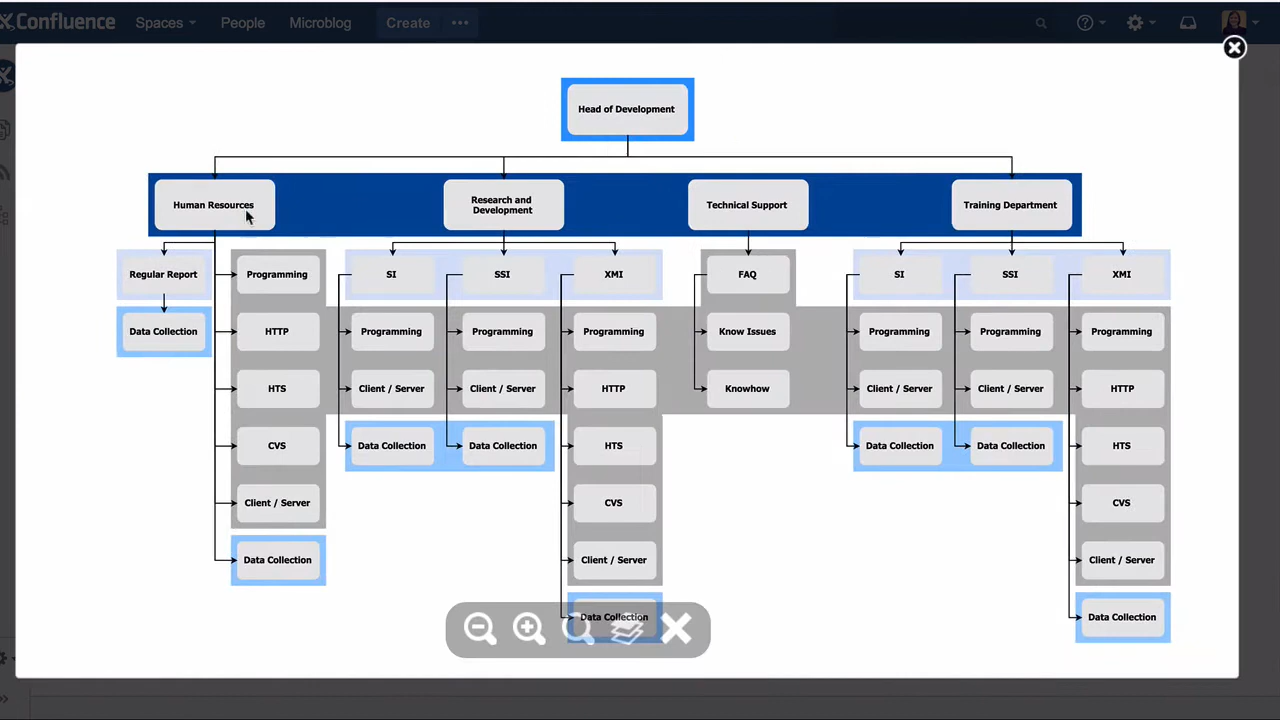 Confluence Spaces People Microblog Create
Head of Development
Human Resources
Research and
Development
Technical Support
Training Department
Regular Report
Programming
SI
SSI
XMI
FAQ
SI
SSI
XMI
Data Collection
HTTP
Programming
Programming
Programming
Know Issues
Programming
Programming
Programming
HTS
Client / Server
Client / Server
HTTP
Knowhow
Client / Server
Client / Server
HTTP
CVS
Data Collection
Data Collection
HTS
Data Collection
Data Collection
HTS
Client / Server
CVS
CVS
Data Collection
Client / Server
Client / Server
Data Collection
Data Collection